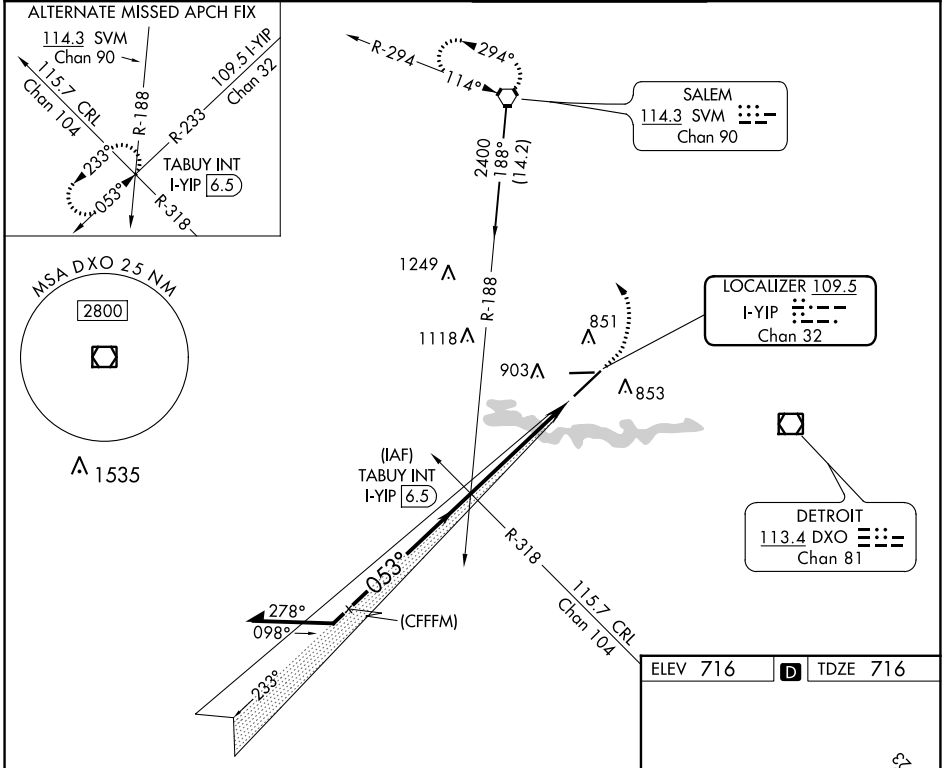 ALTERNATE MISSED APCH FIX
114.3 SVM
Chan 90
115.7 CRL
Chan 104
R-188
109.5 I-YIP
Chan 32
R-233
233°
053°
TABUY INT
I-YIP 6.5
R-318
R-294
294°
114°
SALEM
114.3 SVM
Chan 90
2400
188°
(14.2)
MSA DXO 25 NM
2800
1535
1249
R-188
1118
903
851
853
LOCALIZER 109.5
I-YIP
Chan 32
(IAF)
TABUY INT
I-YIP 6.5
DETROIT
113.4 DXO
Chan 81
R-318
115.7 CRL
Chan 104
053°
278°
098°
(CFFFM)
233°
ELEV 716
D
TDZE 716
23